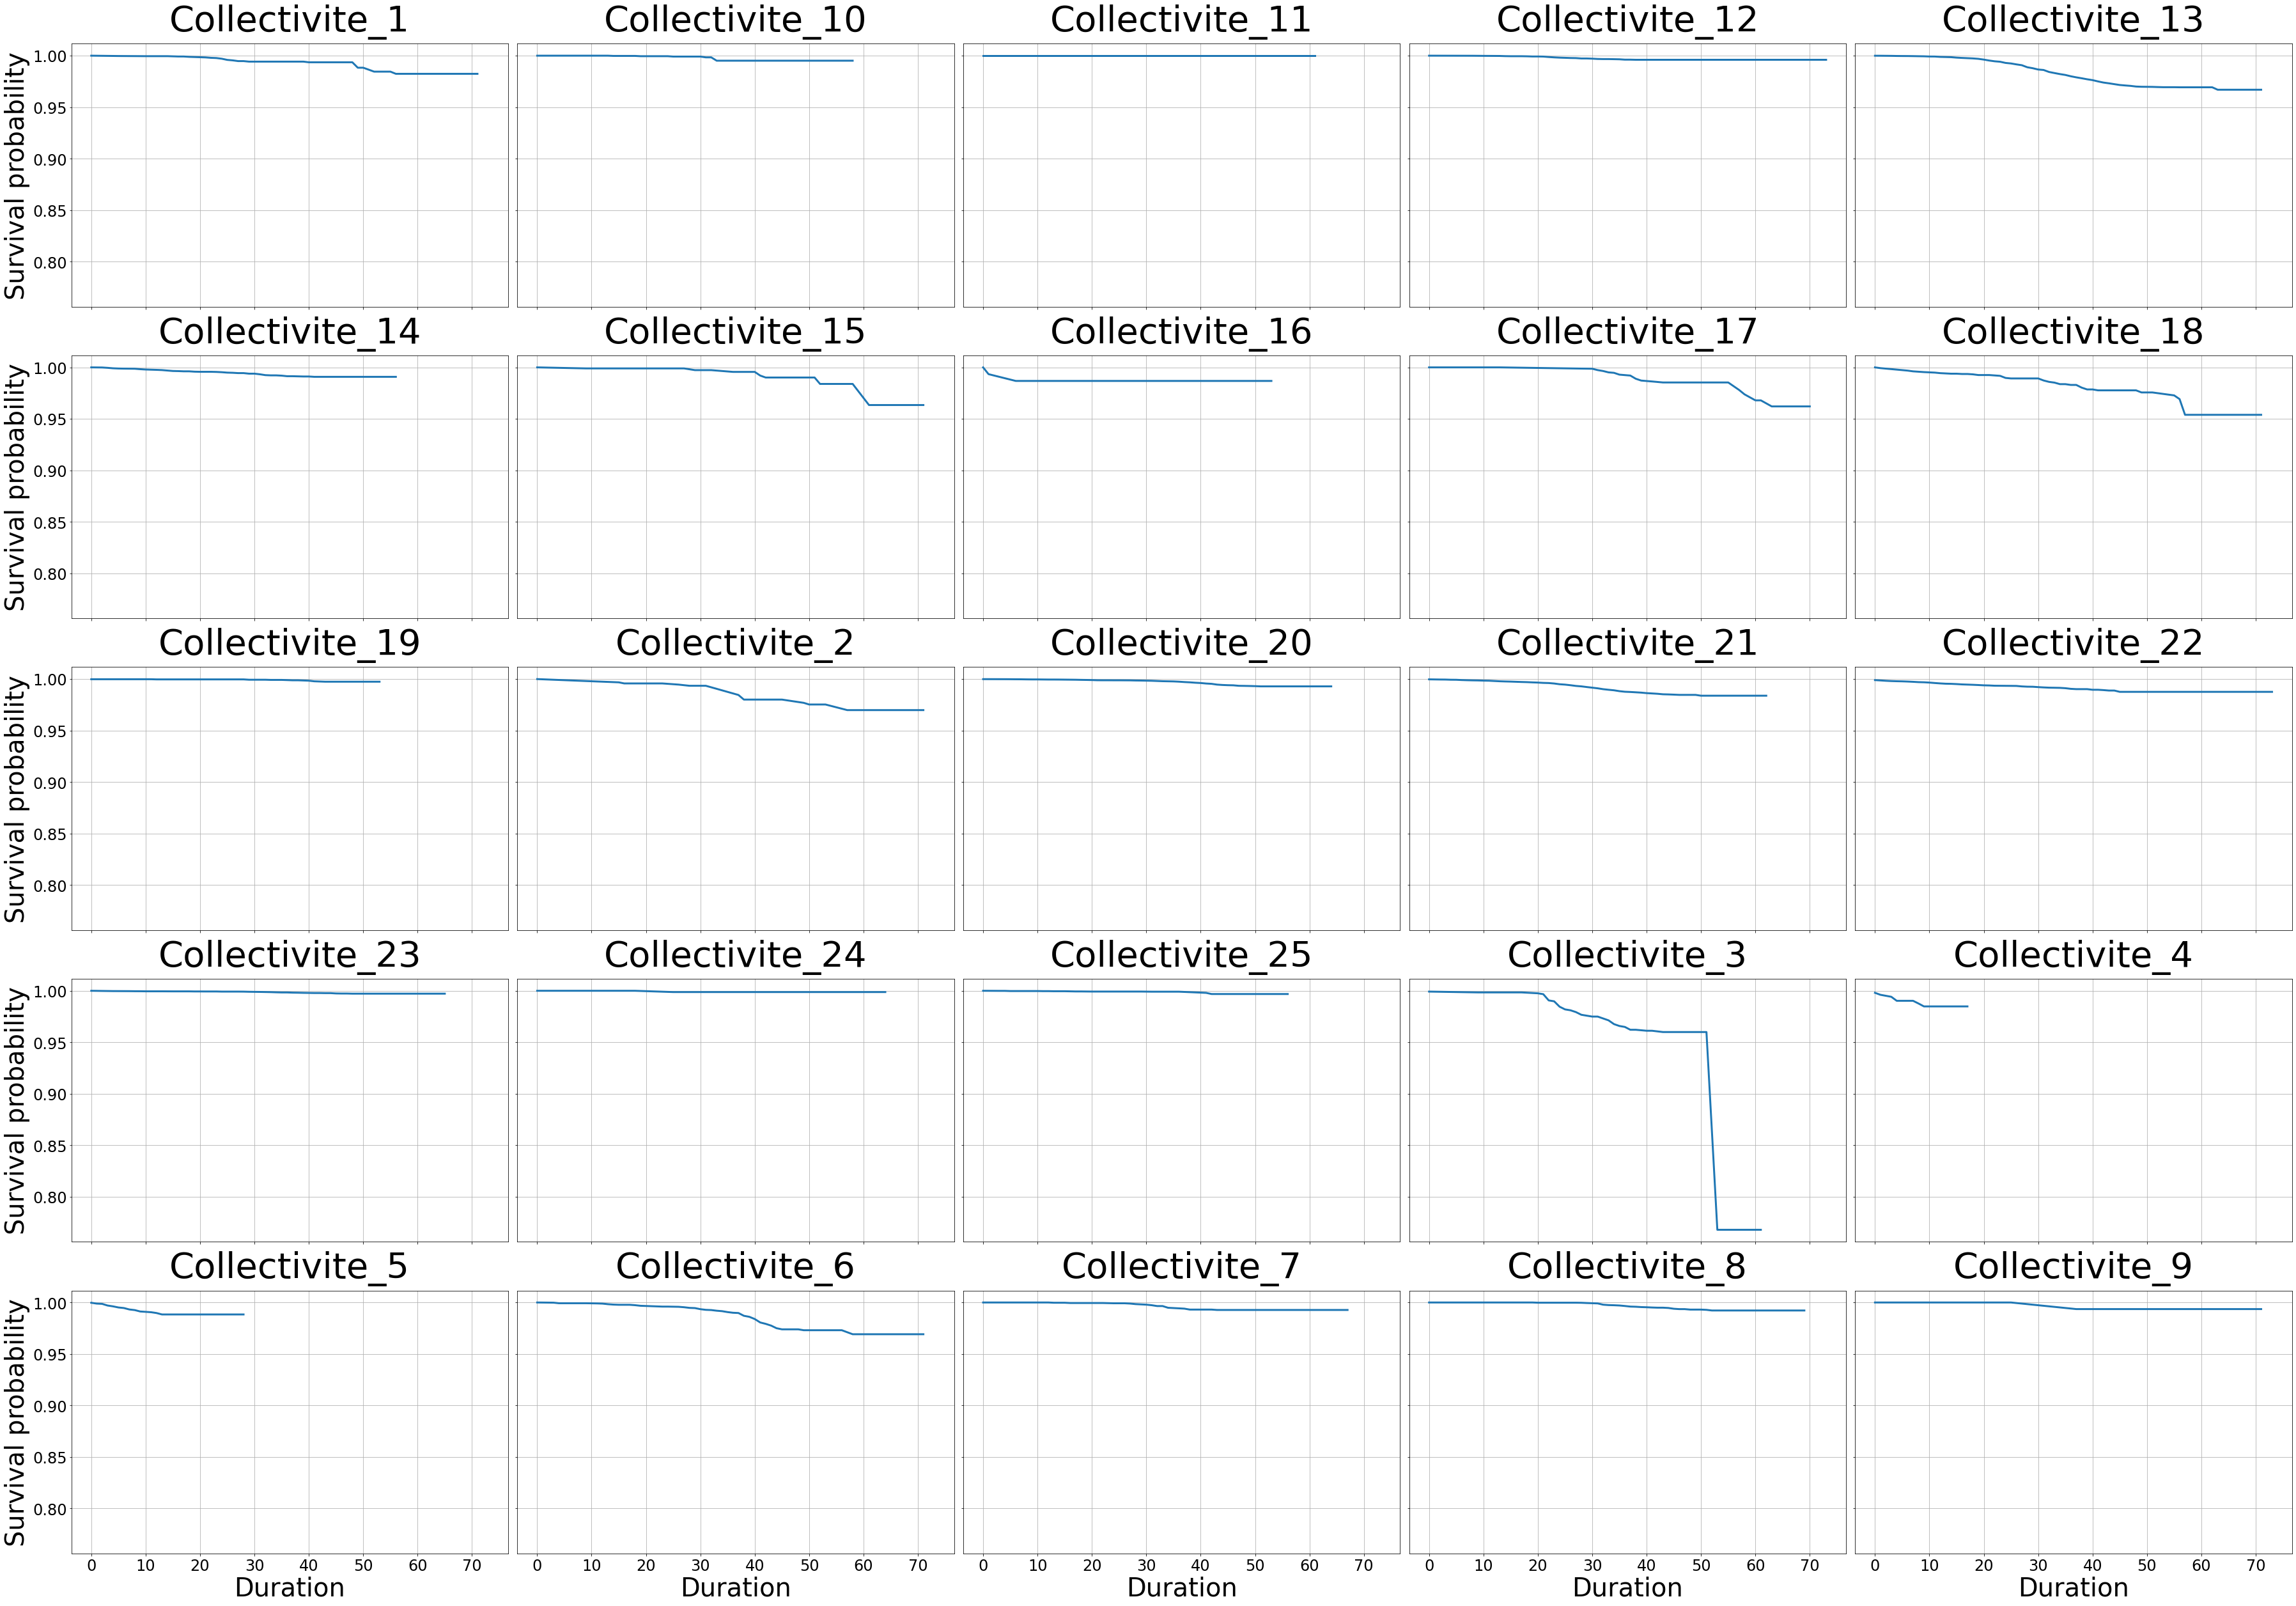 Collectivite_1 Collectivite_10 Collectivite_11 Collectivite_12 Collectivite_13
Survival probability
1.00
0.95
0.90
0.85
0.80
Collectivite_14 Collectivite_15 Collectivite_16 Collectivite_17 Collectivite_18
Survival probability
1.00
0.95
0.90
0.85
0.80
Collectivite_19 Collectivite_2 Collectivite_20 Collectivite_21 Collectivite_22
Survival probability
1.00
0.95
0.90
0.85
0.80
Collectivite_23 Collectivite_24 Collectivite_25 Collectivite_3 Collectivite_4
Survival probability
1.00
0.95
0.90
0.85
0.80
Collectivite_5 Collectivite_6 Collectivite_7 Collectivite_8 Collectivite_9
Survival probability
1.00
0.95
0.90
0.85
0.80
0 10 20 30 40 50 60 70 0 10 20 30 40 50 60 70 0 10 20 30 40 50 60 70 0 10 20 30 40 50 60 70 0 10 20 30 40 50 60 70
Duration Duration Duration Duration Duration